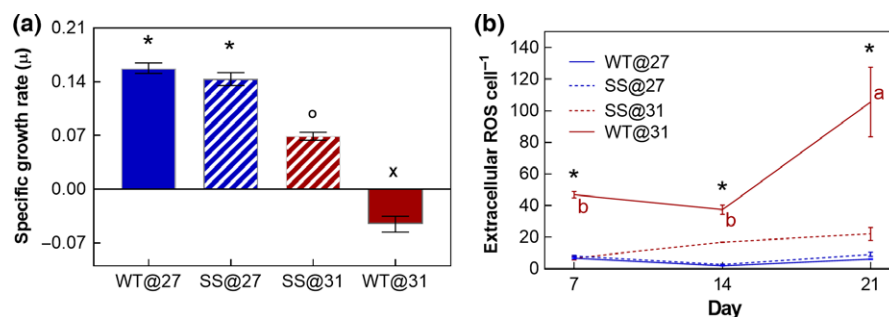 (a)
Specific growth rate (μ)
0.21
0.14
0.07
0.00
−0.07
*
*
o
x
WT@27 SS@27 SS@31 WT@31
(b)
Extracellular ROS cell⁻¹
140
120
100
80
60
40
20
0
WT@27
SS@27
SS@31
WT@31
*
*
*
b
b
a
7 14 21
Day